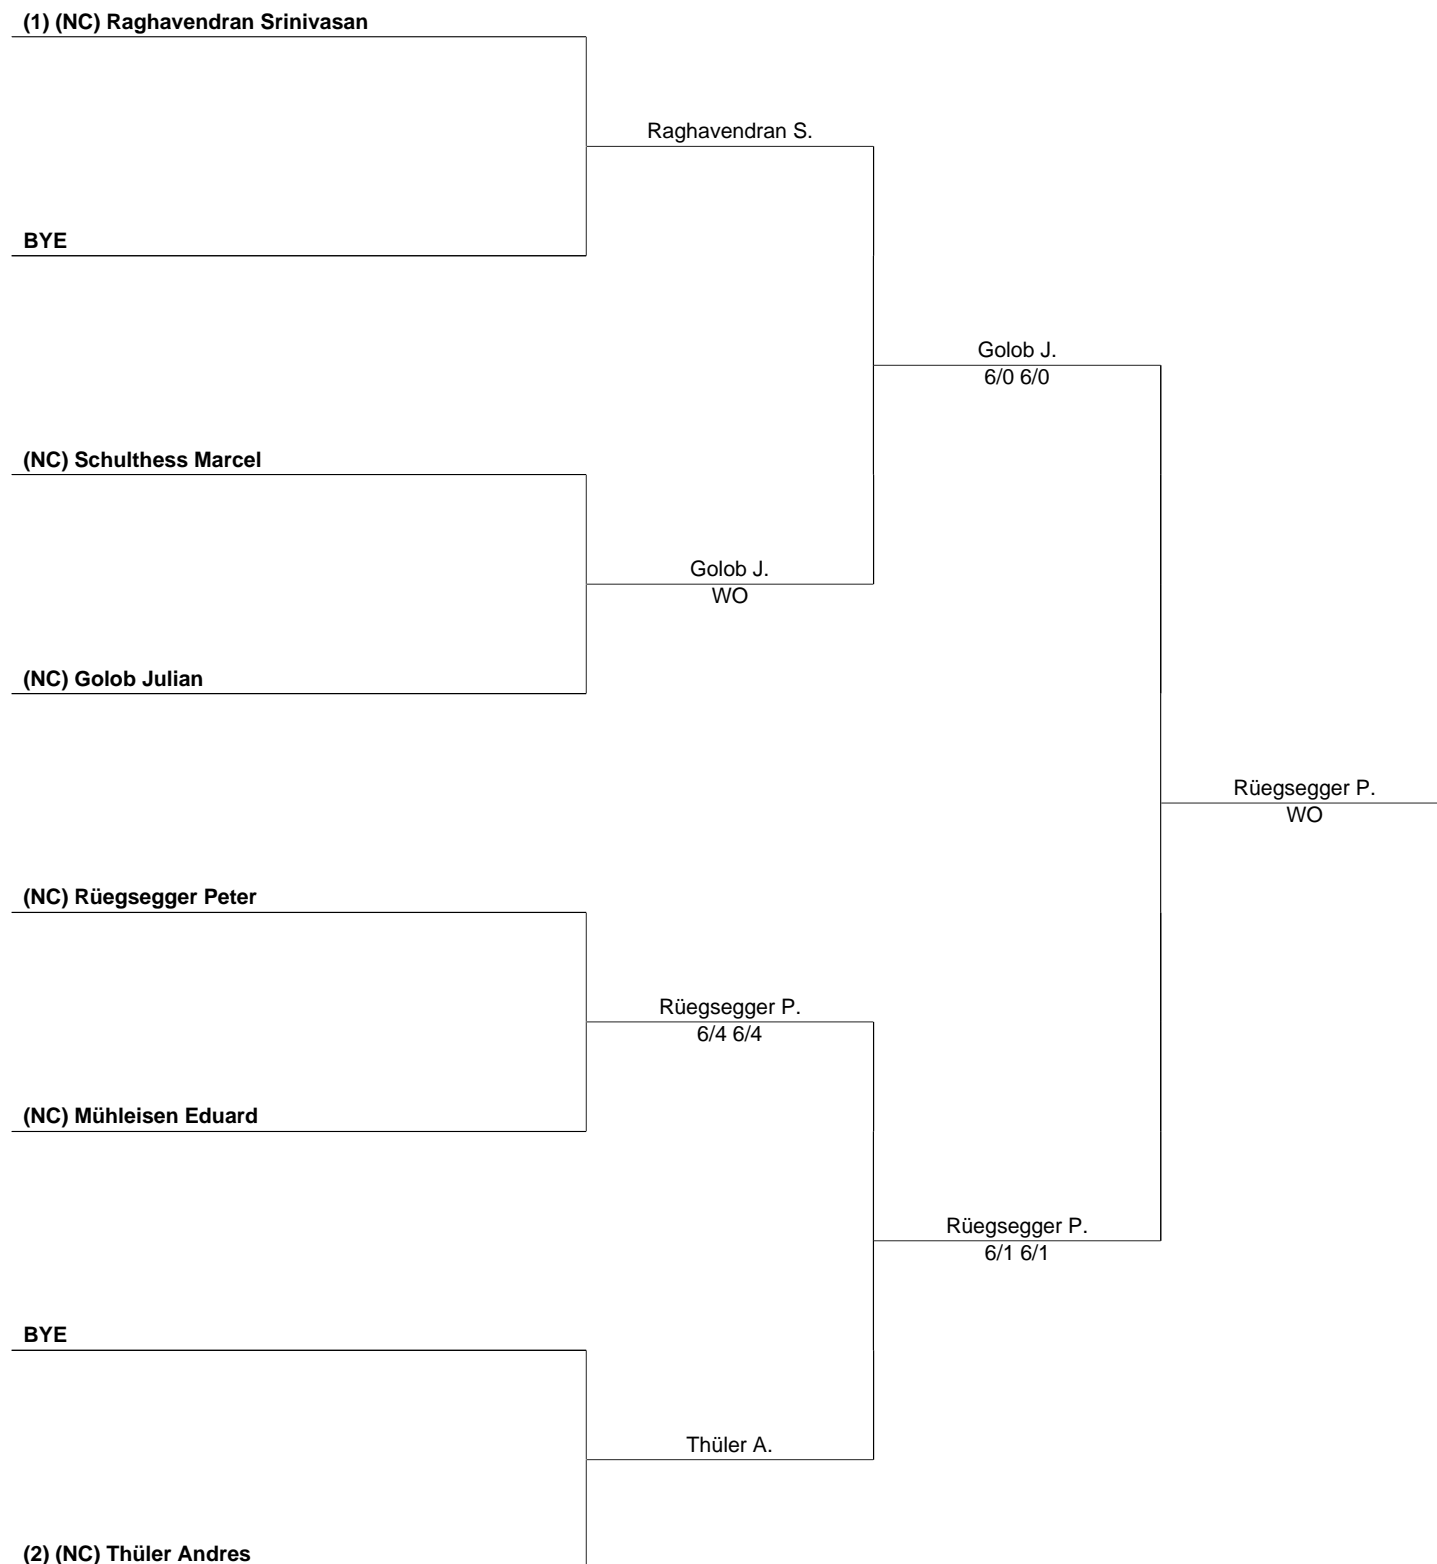 (1) (NC) Raghavendran Srinivasan
Raghavendran S.
BYE
Golob J.
6/0 6/0
(NC) Schulthess Marcel
Golob J.
WO
(NC) Golob Julian
Rüegsegger P.
WO
(NC) Rüegsegger Peter
Rüegsegger P.
6/4 6/4
(NC) Mühleisen Eduard
Rüegsegger P.
6/1 6/1
BYE
Thüler A.
(2) (NC) Thüler Andres